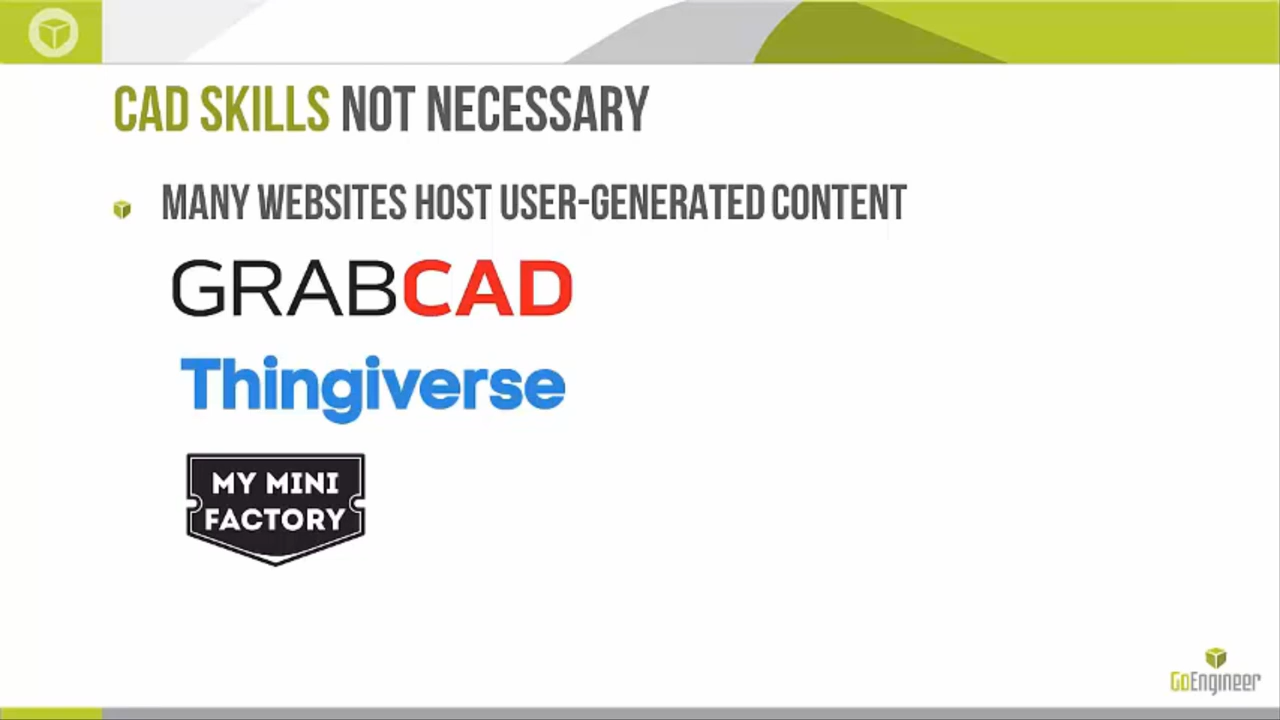 CAD SKILLS NOT NECESSARY
MANY WEBSITES HOST USER-GENERATED CONTENT
GRABCAD
Thingiverse
MY MINI
FACTORY
GoEngineer